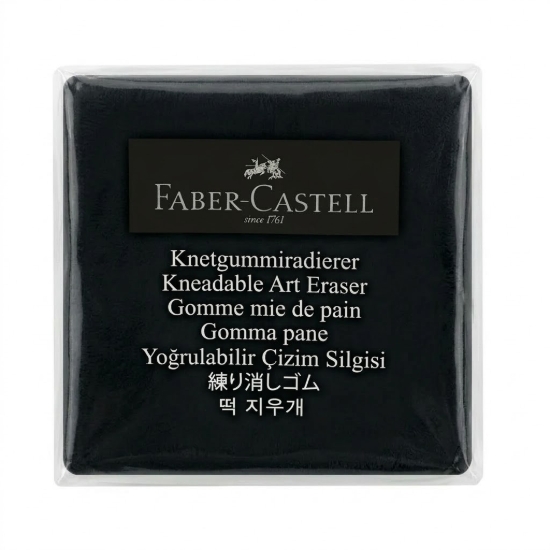 FABER-CASTELL
since 1761
Knetgummiradierer
Kneadable Art Eraser
Gomme mie de pain
Gomma pane
Yoğrulabilir Çizim Silgisi
練り消しゴム
떡 지우개